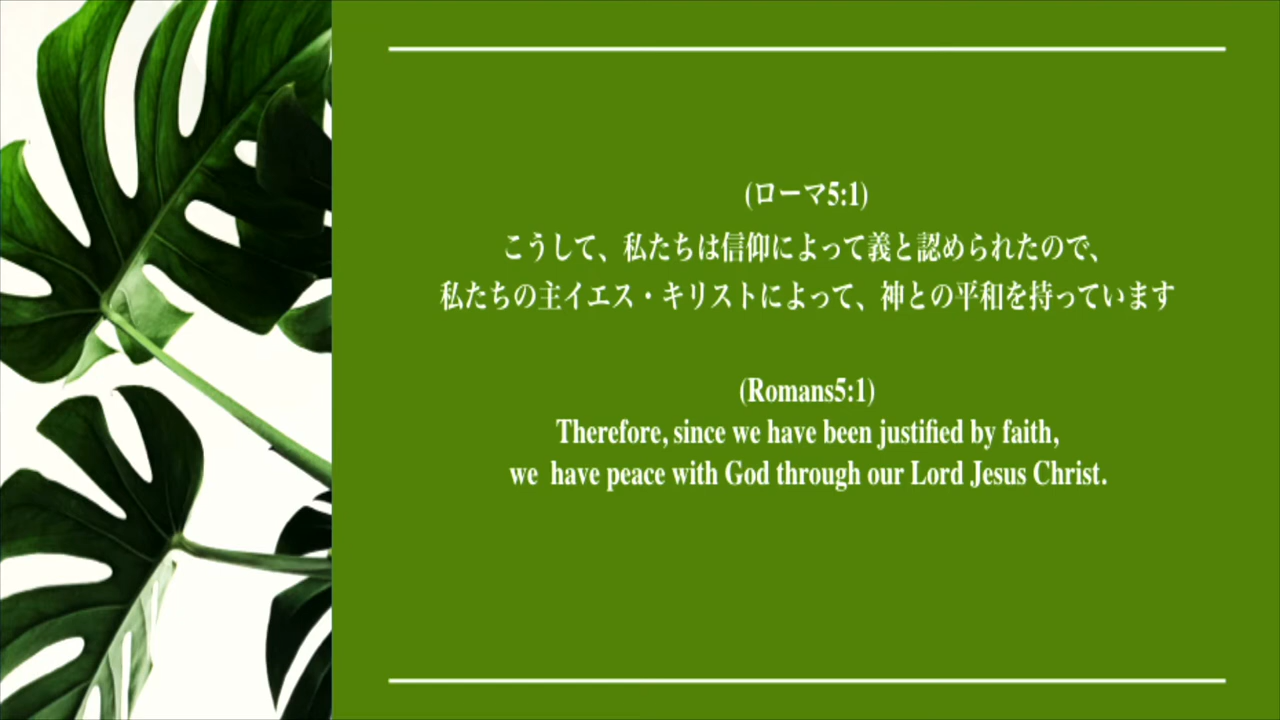 (ローマ5:1)
こうして、私たちは信仰によって義と認められたので、
私たちの主イエス・キリストによって、神との平和を持っています
(Romans5:1)
Therefore, since we have been justified by faith,
we  have peace with God through our Lord Jesus Christ.